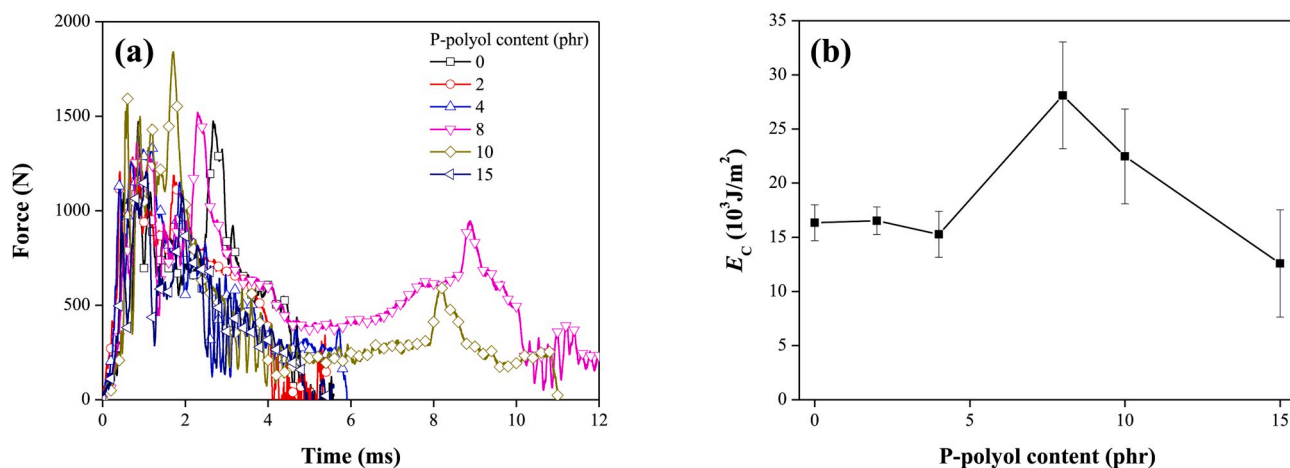 (a)
P-polyol content (phr)
0
2
4
8
10
15
2000
1500
1000
500
0
Force (N)
0 2 4 6 8 10 12
Time (ms)
(b)
35
30
25
20
15
10
5
0
E_C (10³J/m²)
0 5 10 15
P-polyol content (phr)